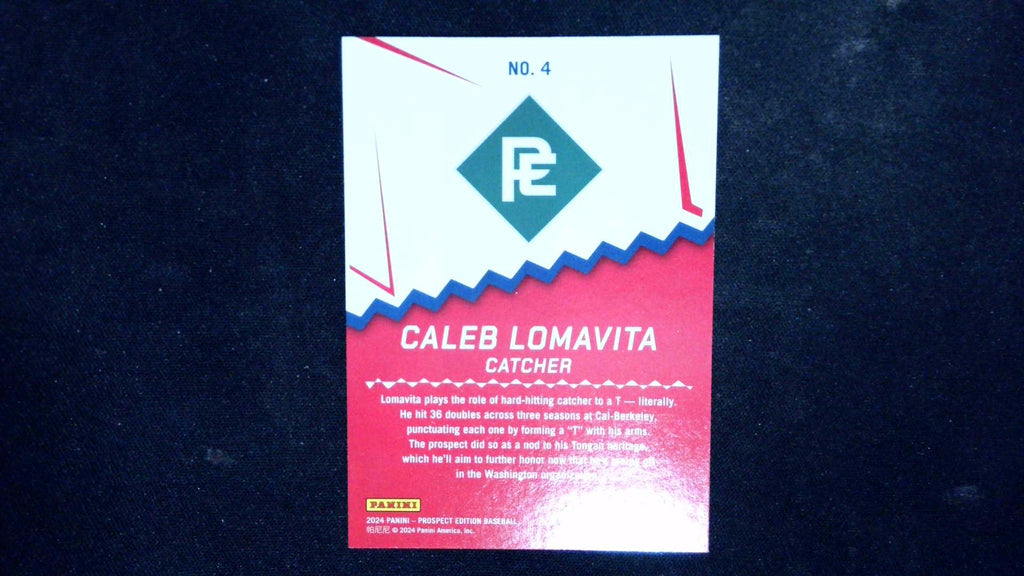 NO. 4
PE
CALEB LOMAVITA
CATCHER
Lomavita plays the role of hard-hitting catcher to a T — literally.
He hit 36 doubles across three seasons at Cal-Berkeley,
punctuating each one by forming a "T" with his arms.
The prospect did so as a nod to his Tongan heritage,
which he'll aim to further honor now that
in the Washington
PANINI
2024 PANINI – PROSPECT EDITION BASEBALL
帕尼尼 © 2024 Panini America, Inc.